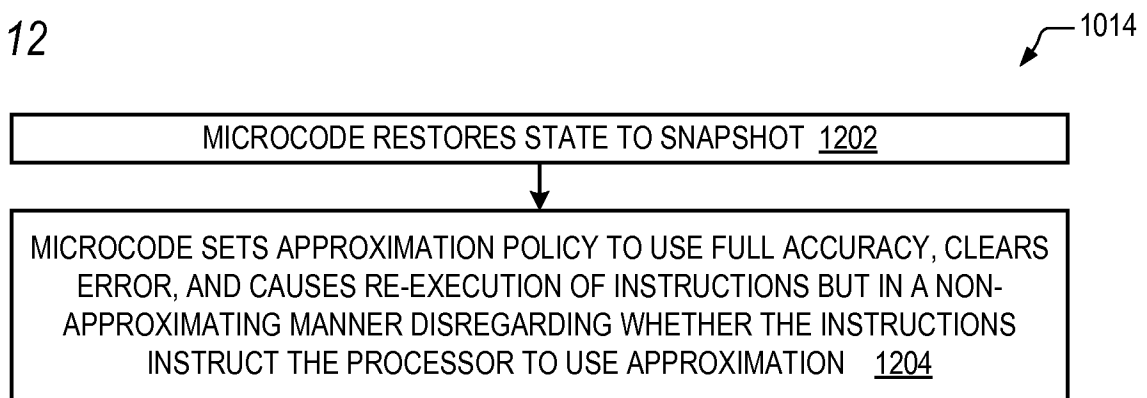 12
1014
MICROCODE RESTORES STATE TO SNAPSHOT 1202
MICROCODE SETS APPROXIMATION POLICY TO USE FULL ACCURACY, CLEARS
ERROR, AND CAUSES RE-EXECUTION OF INSTRUCTIONS BUT IN A NON-
APPROXIMATING MANNER DISREGARDING WHETHER THE INSTRUCTIONS
INSTRUCT THE PROCESSOR TO USE APPROXIMATION 1204